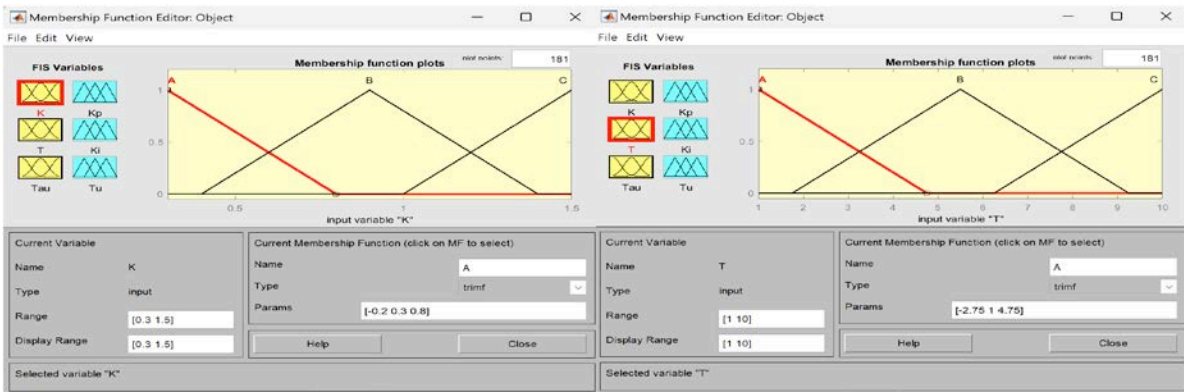 Membership Function Editor: Object
File Edit View
FIS Variables
K
Kp
T
Ki
Tau
Tu
Membership function plots
plot points:
181
A
B
C
1
0.5
0
0.5
1
1.5
input variable "K"
Current Variable
Name K
Type input
Range [0.3 1.5]
Display Range [0.3 1.5]
Current Membership Function (click on MF to select)
Name A
Type trimf
Params [-0.2 0.3 0.8]
Help
Close
Selected variable "K"
Membership Function Editor: Object
File Edit View
FIS Variables
K
Kp
T
Ki
Tau
Tu
Membership function plots
plot points:
181
A
B
C
1
0.5
0
1 2 3 4 5 6 7 8 9 10
input variable "T"
Current Variable
Name T
Type input
Range [1 10]
Display Range [1 10]
Current Membership Function (click on MF to select)
Name A
Type trimf
Params [-2.75 1 4.75]
Help
Close
Selected variable "T"